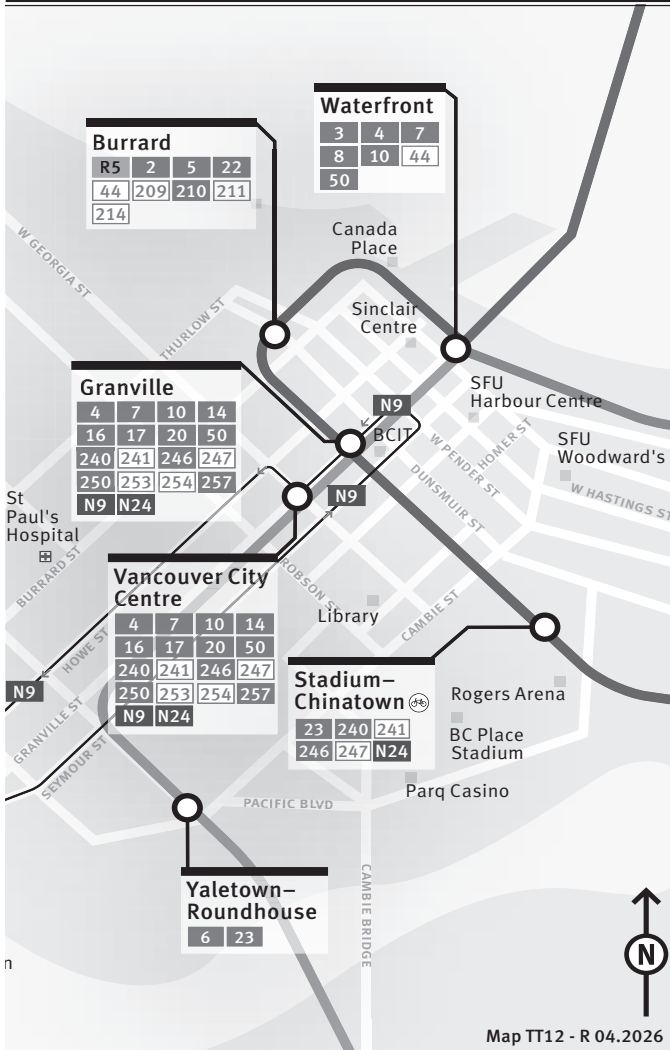 Waterfront
3 4 7
8 10 44
50
Burrard
R5 2 5 22
44 209 210 211
214
Canada
Place
W GEORGIA ST
THURLOW ST
Sinclair
Centre
Granville
4 7 10 14
16 17 20 50
240 241 246 247
250 253 254 257
N9 N24
N9
BCIT
SFU
Harbour Centre
W PENDER ST
HOMER ST
SFU
Woodward's
DUNSMUIR ST
W HASTINGS ST
N9
St
Paul's
Hospital
BURRARD ST
Vancouver City
Centre
4 7 10 14
16 17 20 50
240 241 246 247
250 253 254 257
N9 N24
ROBSON ST
Library
CAMBIE ST
HOWE ST
N9
GRANVILLE ST
SEYMOUR ST
Stadium–
Chinatown
23 240 241
246 247 N24
Rogers Arena
BC Place
Stadium
Parq Casino
PACIFIC BLVD
CAMBIE BRIDGE
Yaletown–
Roundhouse
6 23
n
N
Map TT12 - R 04.2026